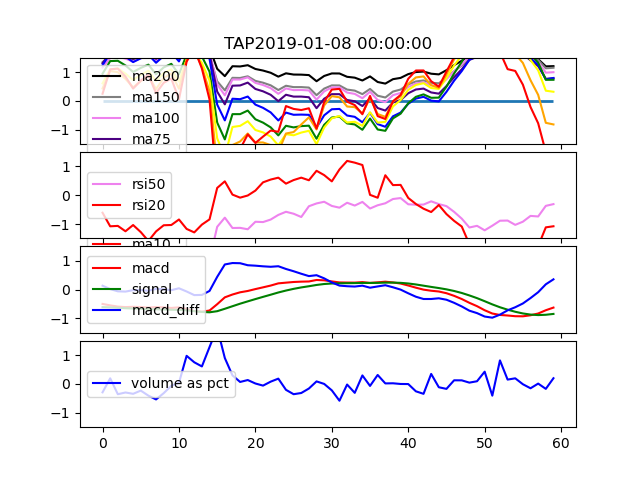 TAP2019-01-08 00:00:00
1
0
−1
ma200
ma150
ma100
ma75
1
0
−1
rsi50
rsi20
ma10
1
0
−1
macd
signal
macd_diff
1
0
−1
volume as pct
0 10 20 30 40 50 60